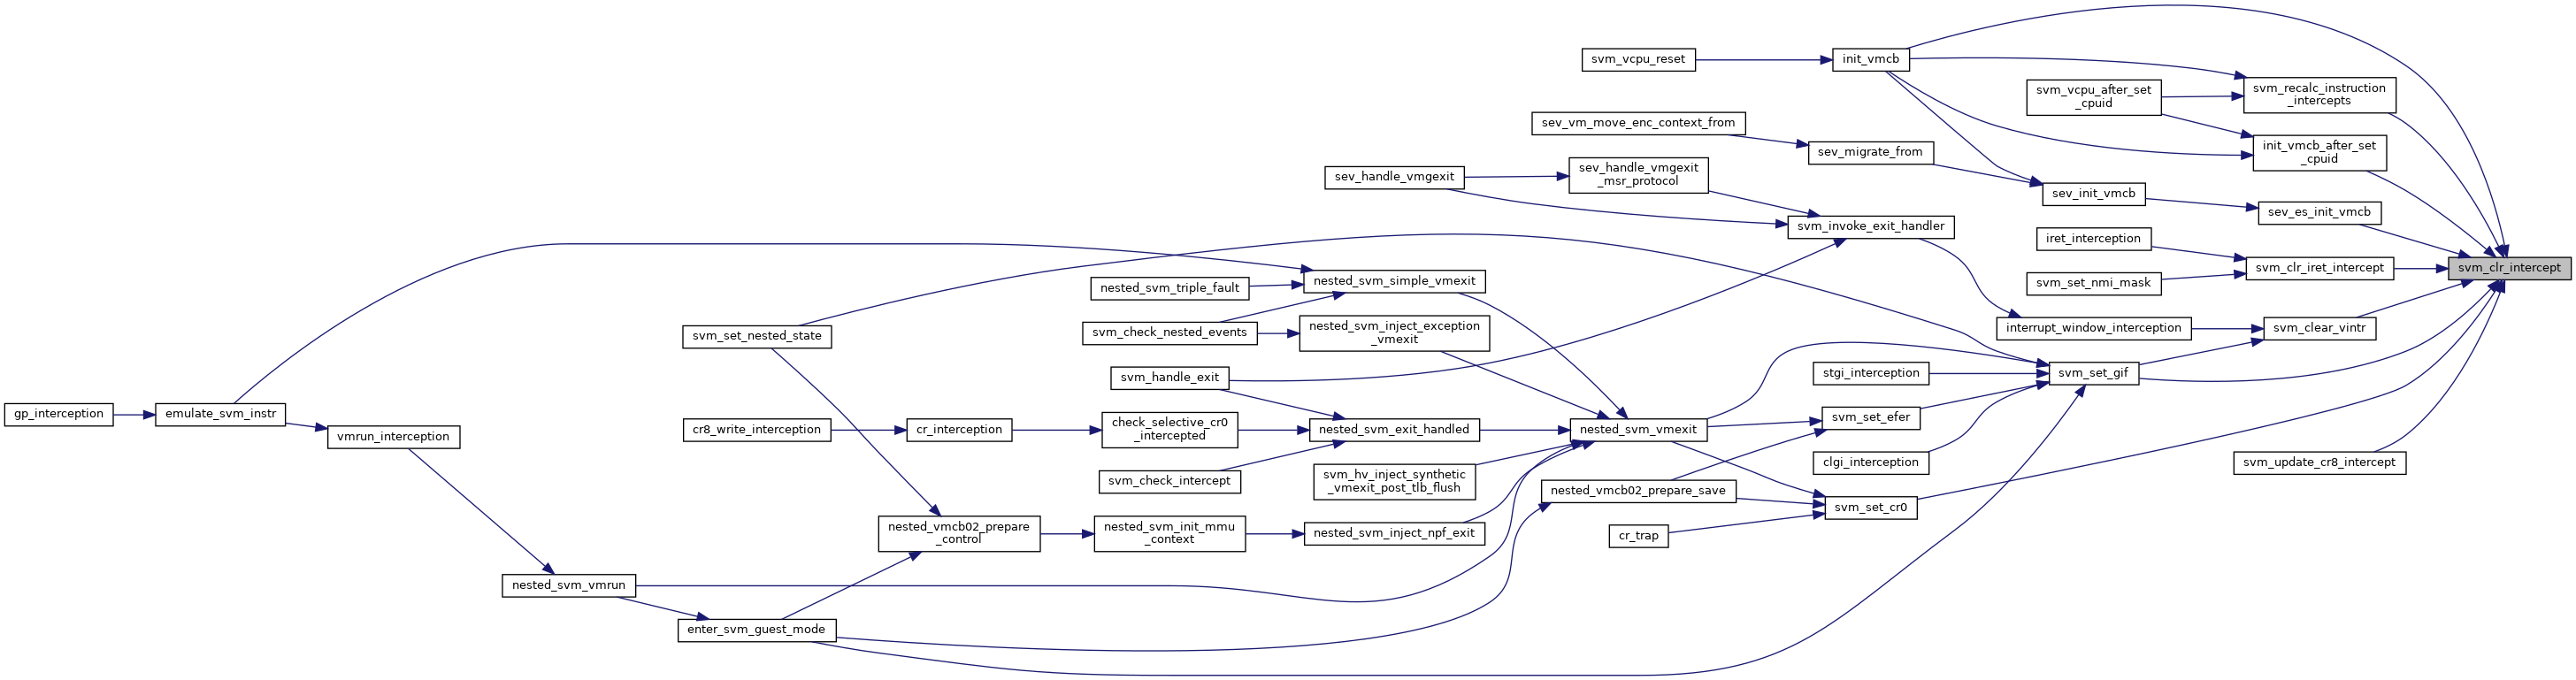 svm_vcpu_reset
init_vmcb
svm_recalc_instruction
_intercepts
svm_vcpu_after_set
_cpuid
sev_vm_move_enc_context_from
sev_migrate_from
init_vmcb_after_set
_cpuid
sev_handle_vmgexit
sev_handle_vmgexit
_msr_protocol
sev_init_vmcb
sev_es_init_vmcb
svm_invoke_exit_handler
iret_interception
svm_clr_iret_intercept
svm_clr_intercept
svm_set_nmi_mask
nested_svm_simple_vmexit
nested_svm_triple_fault
svm_check_nested_events
nested_svm_inject_exception
_vmexit
interrupt_window_interception
svm_clear_vintr
svm_set_nested_state
svm_handle_exit
stgi_interception
svm_set_gif
gp_interception
emulate_svm_instr
vmrun_interception
cr8_write_interception
cr_interception
check_selective_cr0
_intercepted
nested_svm_exit_handled
nested_svm_vmexit
svm_set_efer
clgi_interception
svm_update_cr8_intercept
svm_check_intercept
svm_hv_inject_synthetic
_vmexit_post_tlb_flush
nested_vmcb02_prepare_save
svm_set_cr0
cr_trap
nested_vmcb02_prepare
_control
nested_svm_init_mmu
_context
nested_svm_inject_npf_exit
nested_svm_vmrun
enter_svm_guest_mode